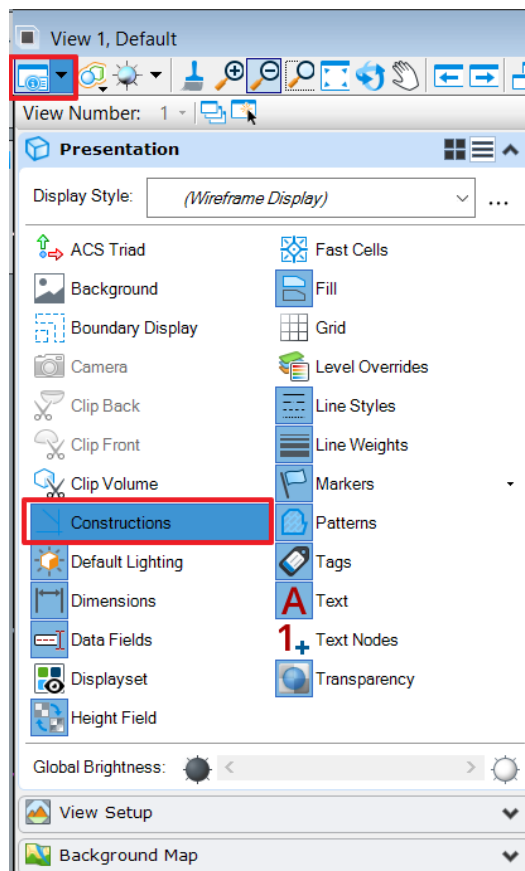 View 1, Default
View Number: 1
Presentation
Display Style: (Wireframe Display) ...
ACS Triad Fast Cells
Background Fill
Boundary Display Grid
Camera Level Overrides
Clip Back Line Styles
Clip Front Line Weights
Clip Volume Markers
Constructions Patterns
Default Lighting Tags
Dimensions Text
Data Fields Text Nodes
Displayset Transparency
Height Field
Global Brightness:
View Setup
Background Map